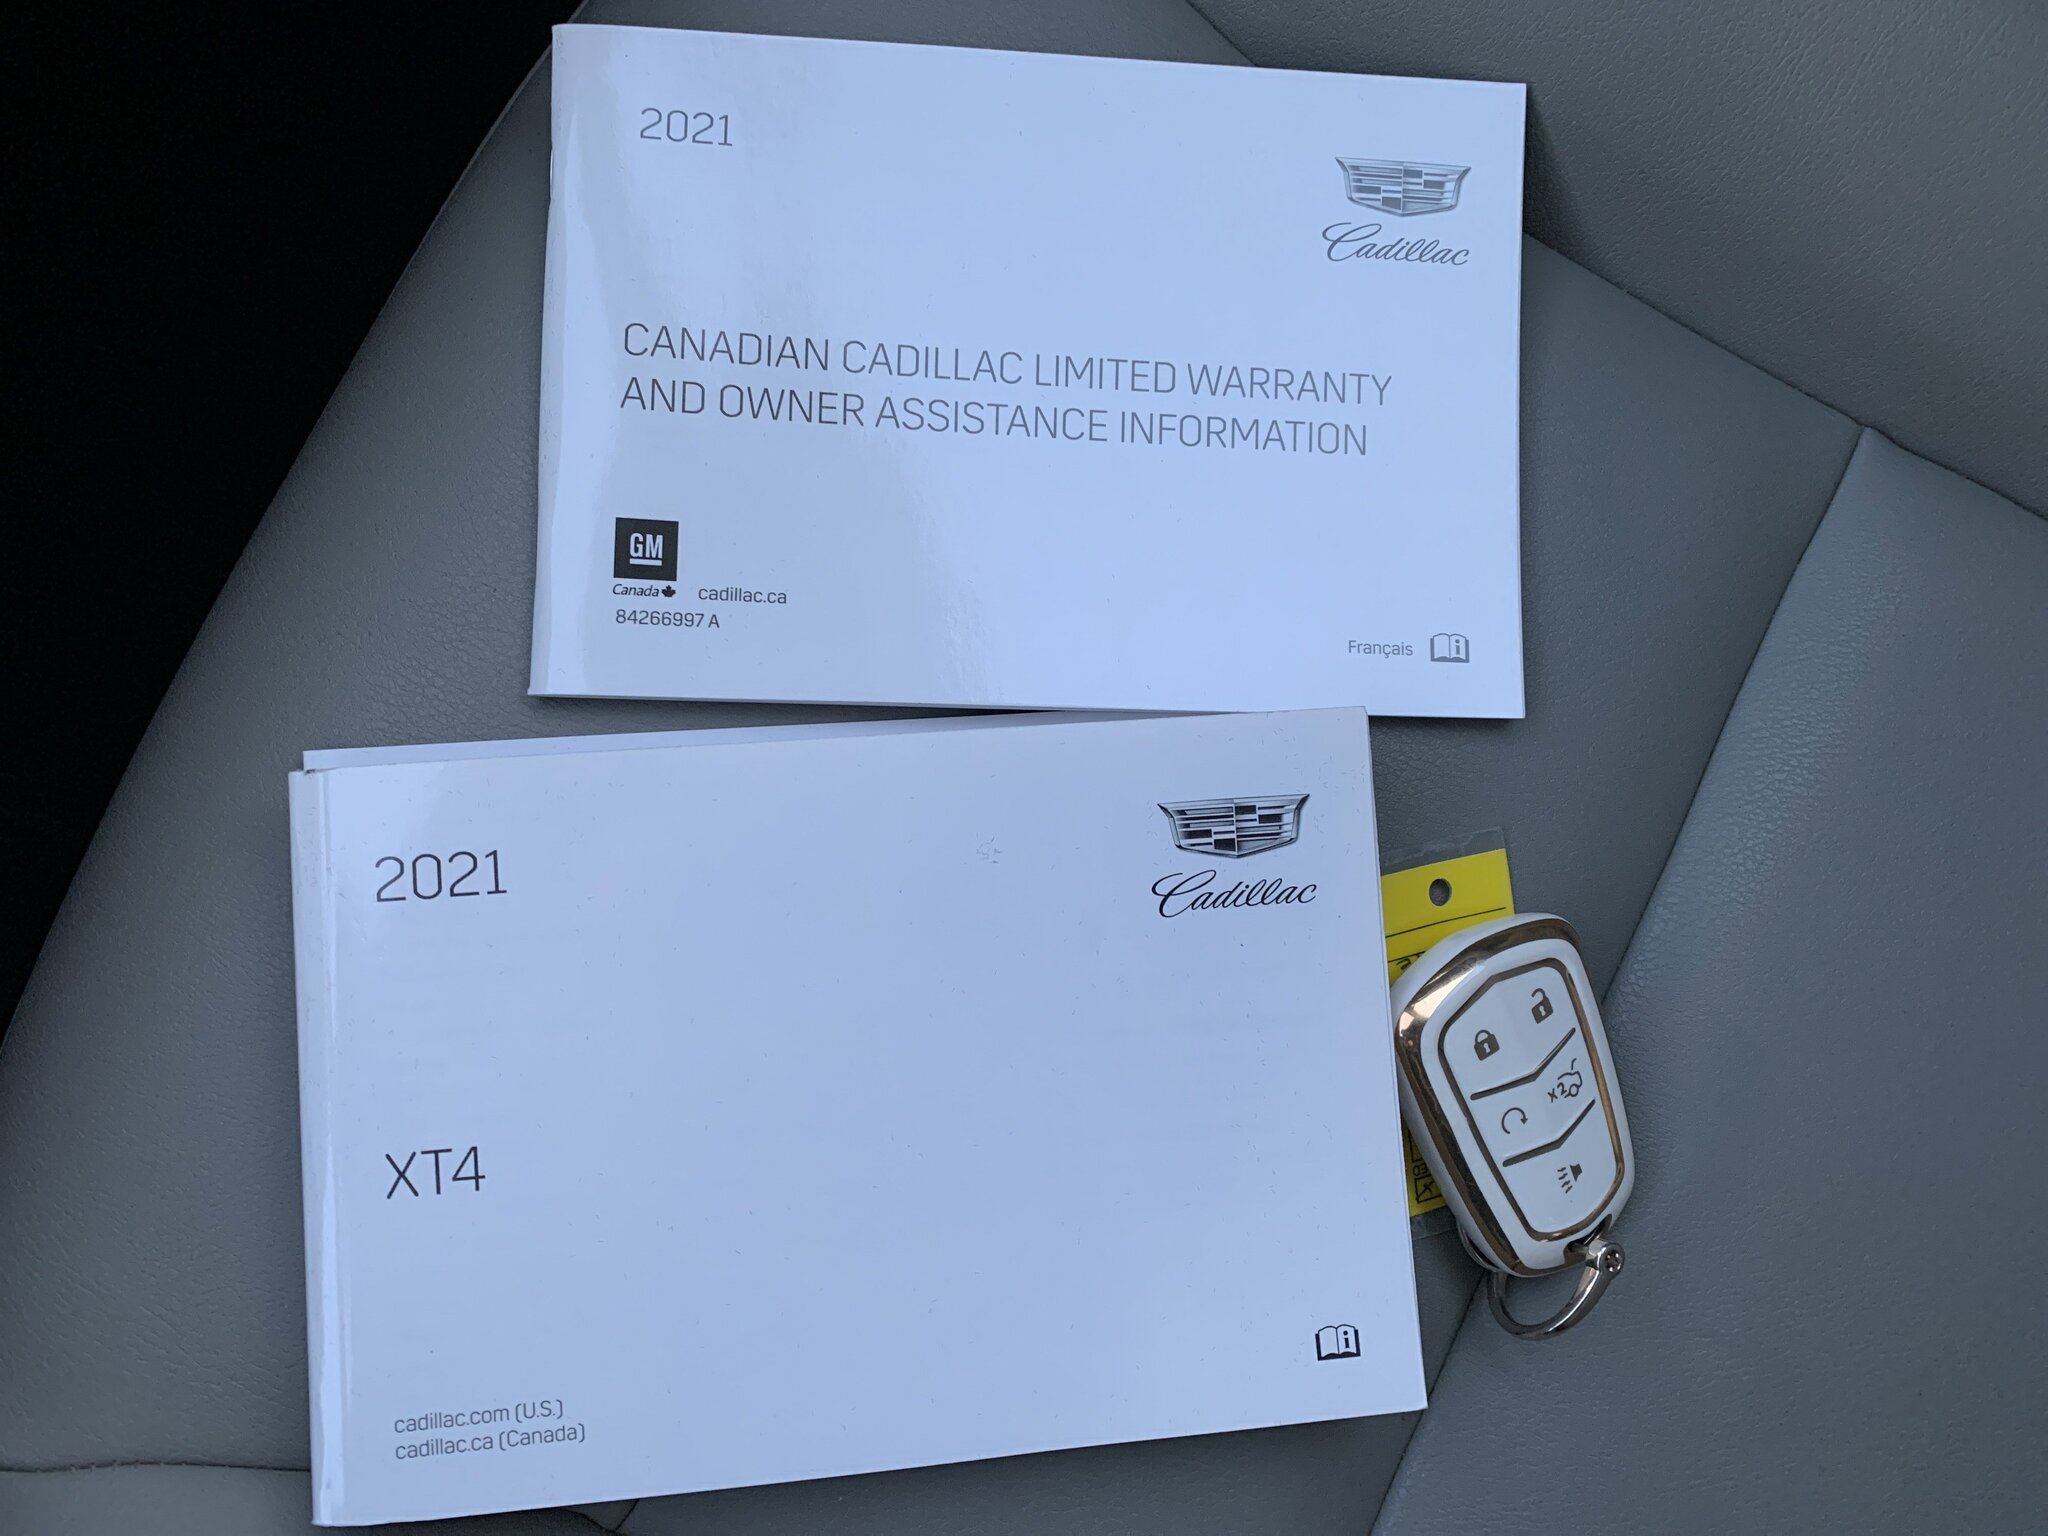 2021
Cadillac
CANADIAN CADILLAC LIMITED WARRANTY
AND OWNER ASSISTANCE INFORMATION
GM
Canada
cadillac.ca
84266997 A
Français
i
2021
Cadillac
XT4
i
cadillac.com (U.S.)
cadillac.ca (Canada)
x2